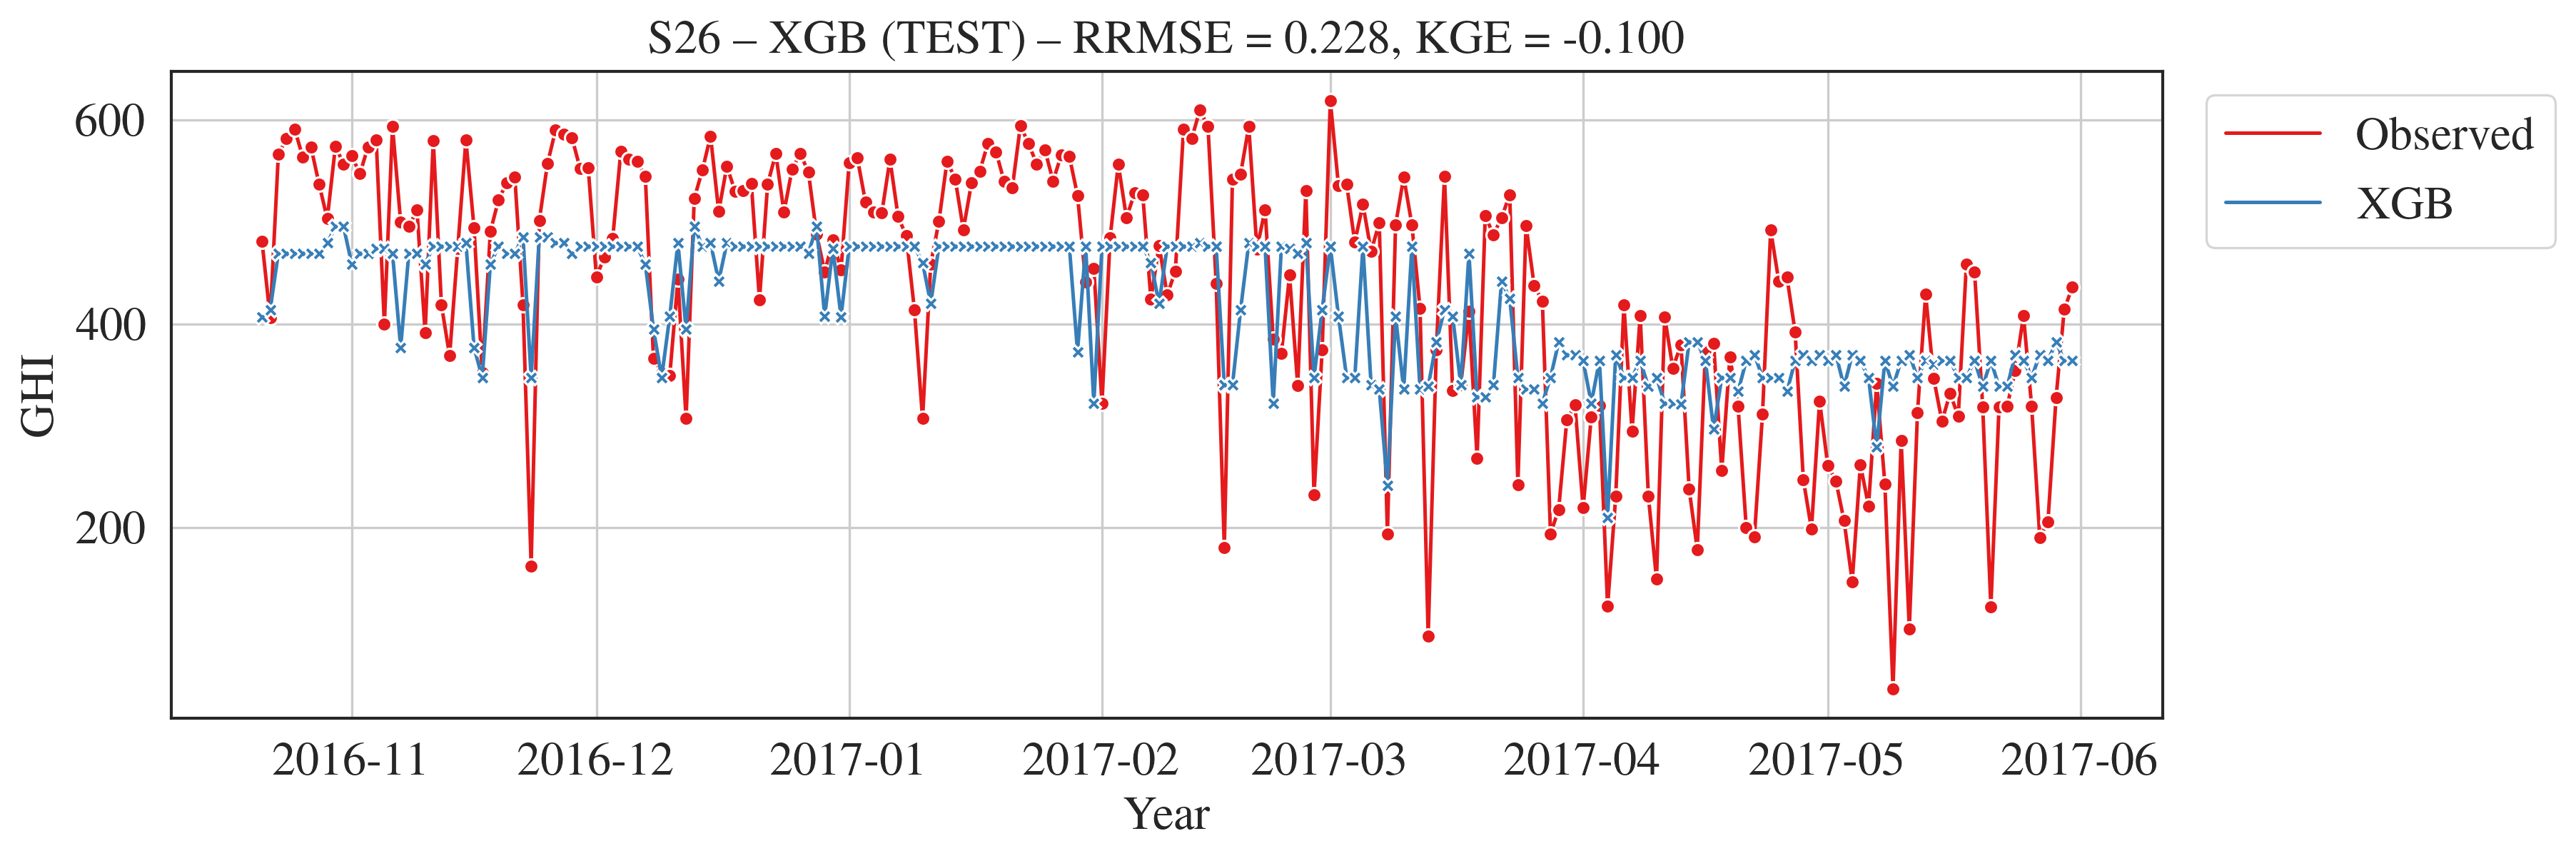 S26 – XGB (TEST) – RRMSE = 0.228, KGE = -0.100
Observed
XGB
GHI
600
400
200
2016-11 2016-12 2017-01 2017-02 2017-03 2017-04 2017-05 2017-06
Year